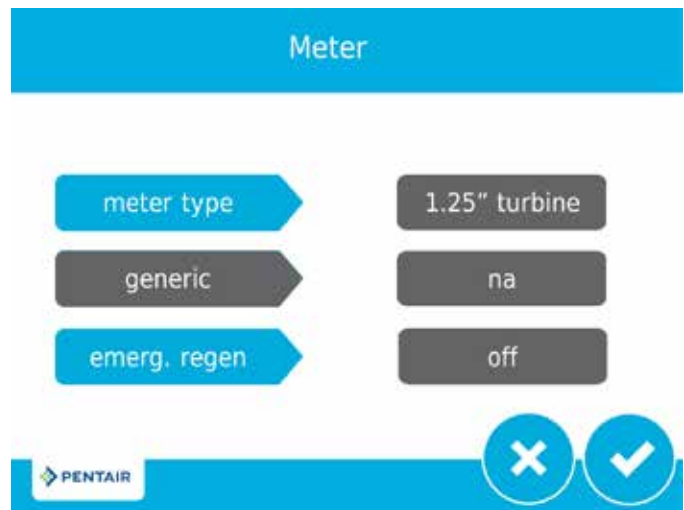 Meter
meter type
1.25" turbine
generic
na
emerg. regen
off
PENTAIR